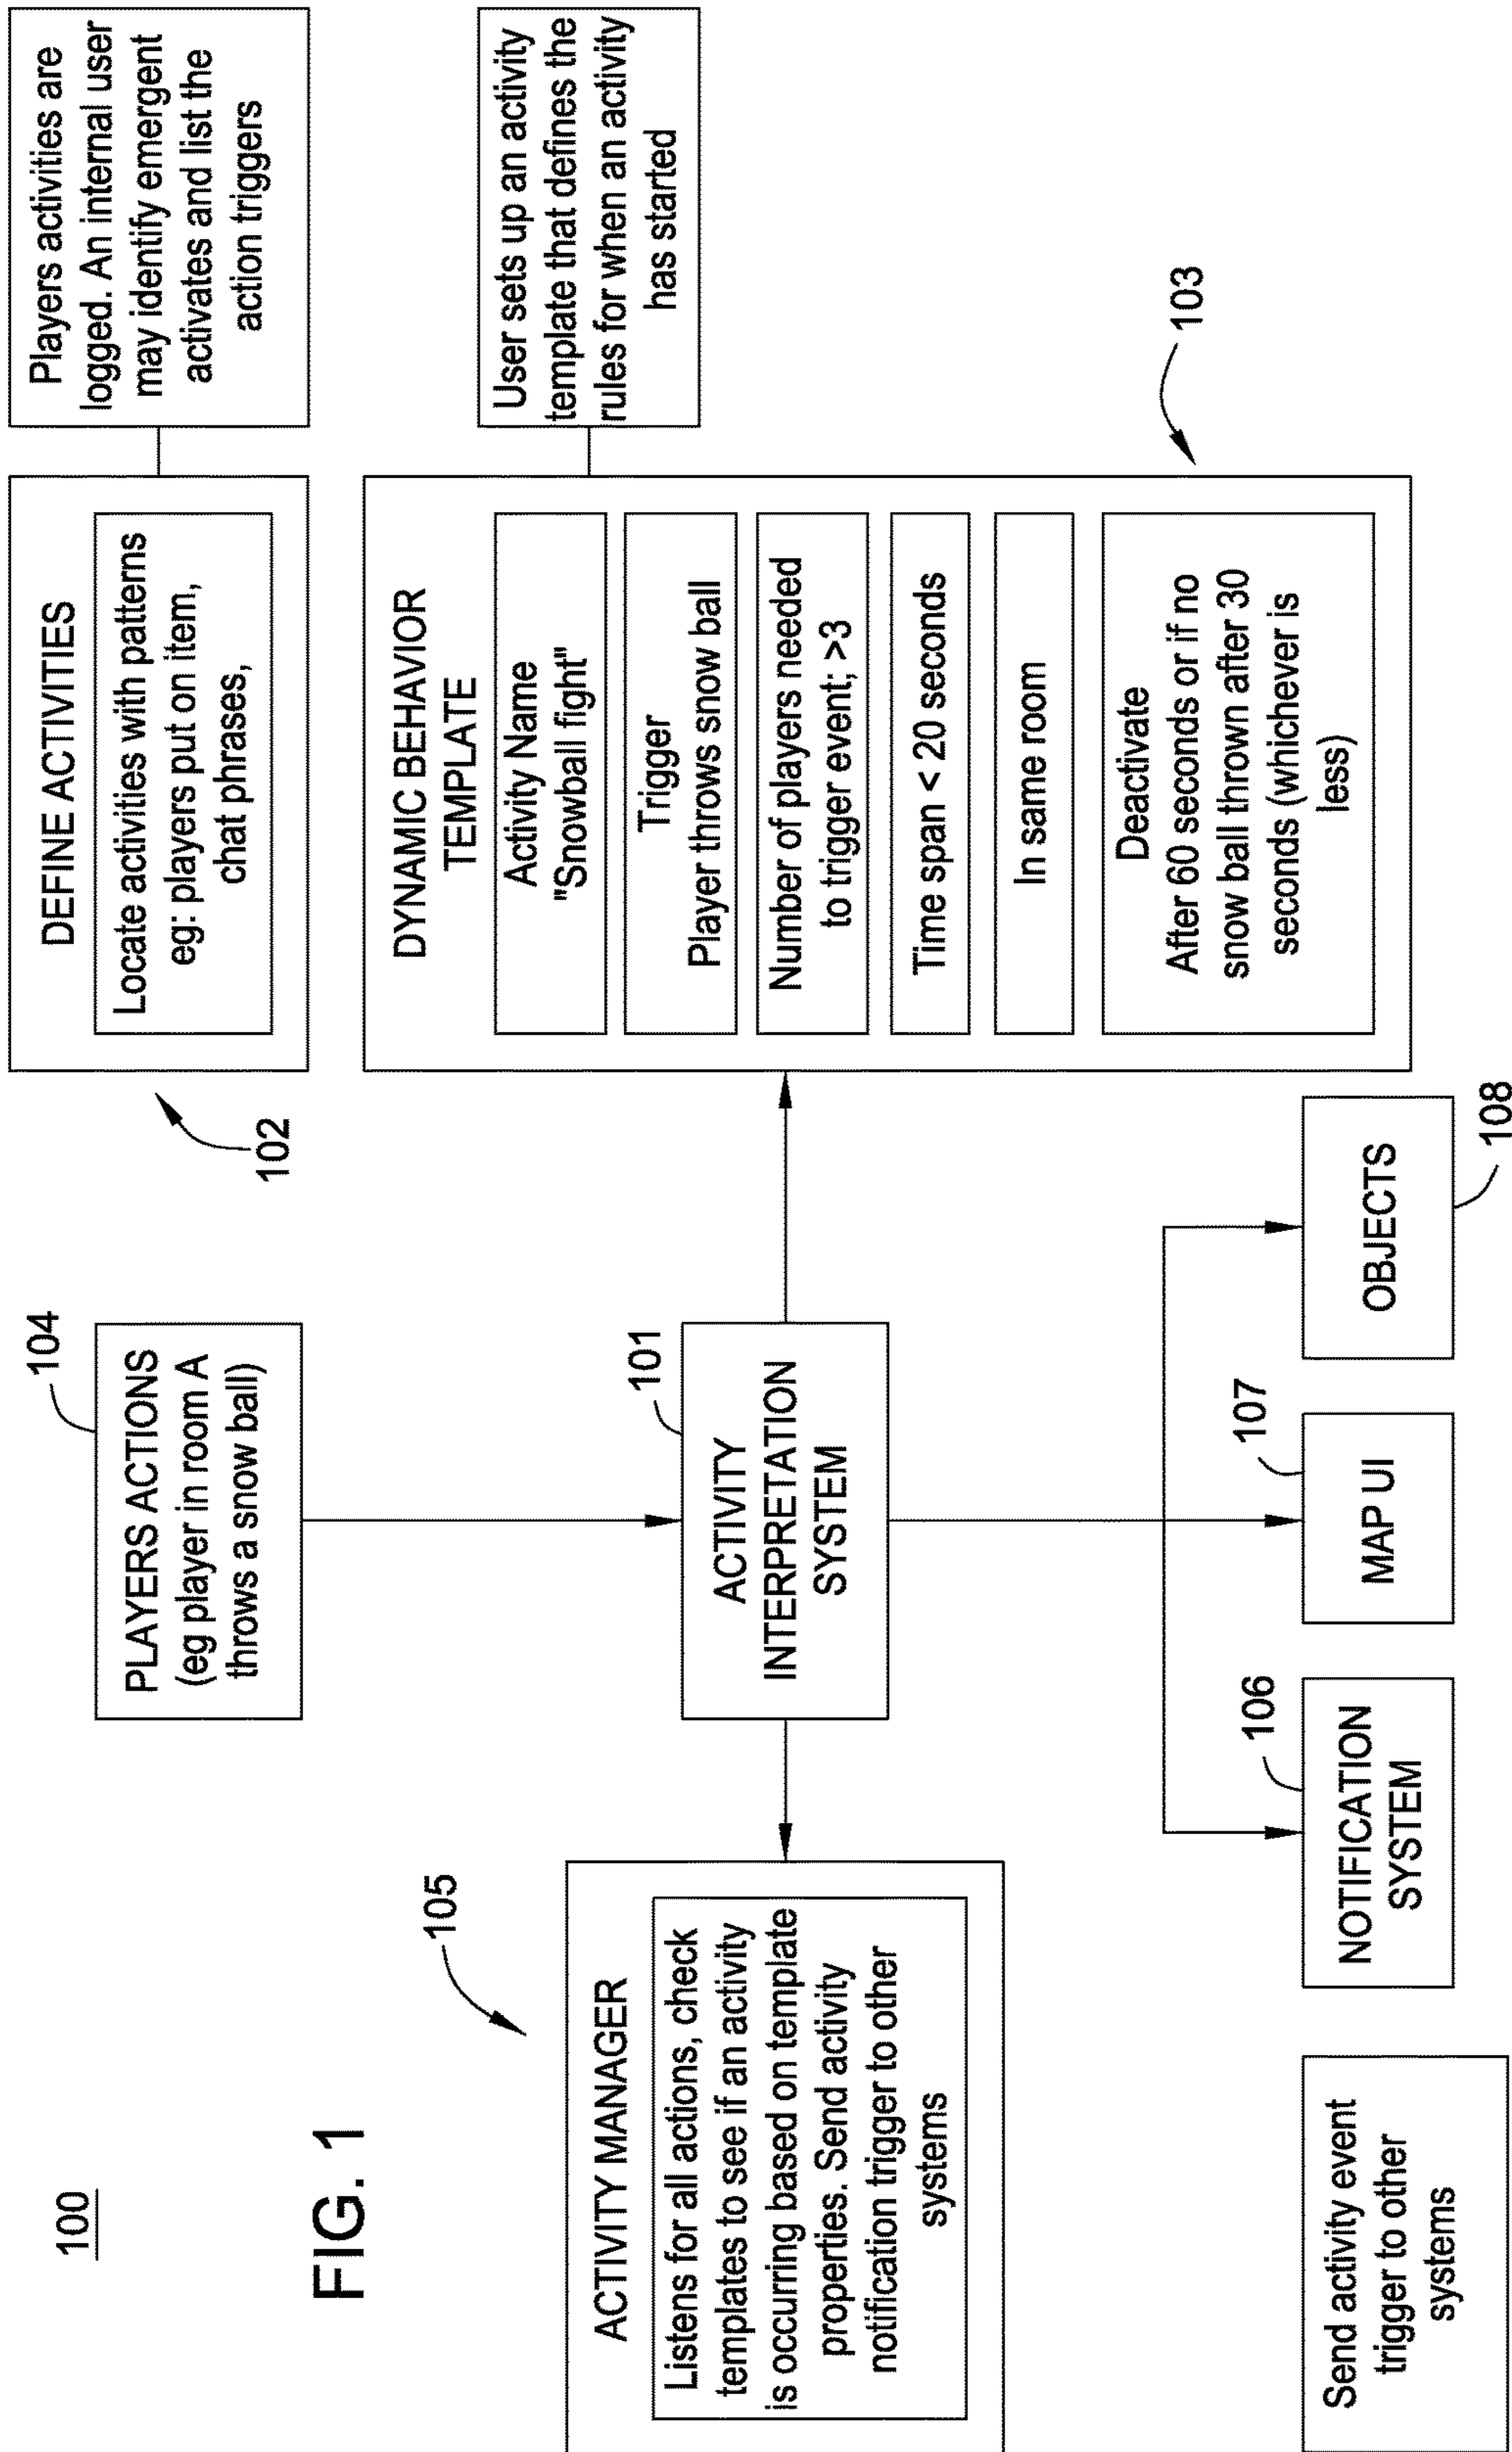 100
FIG. 1
104
PLAYERS ACTIONS
(eg player in room A
throws a snow ball)
102
DEFINE ACTIVITIES
Locate activities with patterns
eg: players put on item,
chat phrases,
Players activities are
logged. An internal user
may identify emergent
activates and list the
action triggers
105
ACTIVITY MANAGER
Listens for all actions, check
templates to see if an activity
is occurring based on template
properties. Send activity
notification trigger to other
systems
101
ACTIVITY
INTERPRETATION
SYSTEM
DYNAMIC BEHAVIOR
TEMPLATE
Activity Name
"Snowball fight"
Trigger
Player throws snow ball
Number of players needed
to trigger event; >3
Time span < 20 seconds
In same room
Deactivate
After 60 seconds or if no
snow ball thrown after 30
seconds (whichever is
less)
User sets up an activity
template that defines the
rules for when an activity
has started
103
Send activity event
trigger to other
systems
106
NOTIFICATION
SYSTEM
107
MAP UI
OBJECTS
108